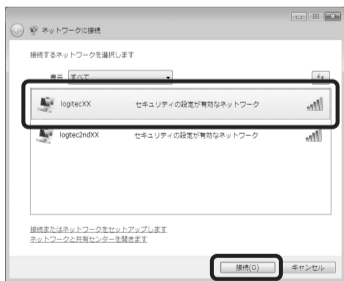 ネットワークに接続
接続するネットワークを選択します
表示 すべて
logitecXX セキュリティの設定が有効なネットワーク
logtec2ndXX セキュリティの設定が有効なネットワーク
接続またはネットワークをセットアップします
ネットワークと共有センターを開きます
接続(O) キャンセル